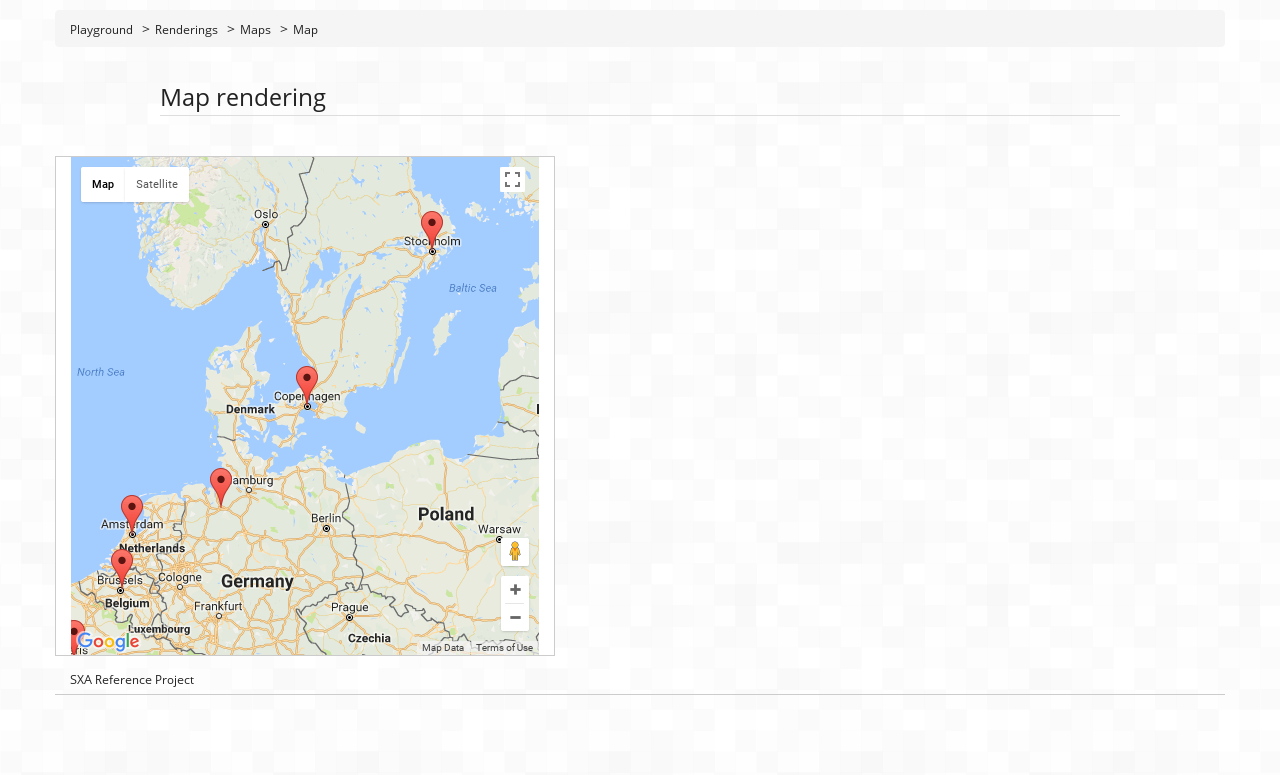 Playground > Renderings > Maps > Map
Map rendering
Map Satellite
Oslo
Stockholm
Baltic Sea
North Sea
Copenhagen
Denmark
amburg
Poland
Berlin
Amsterdam
Warsaw
Netherlands
Brussels
Cologne
Germany
Belgium
Frankfurt
Prague
Luxembourg
Czechia
Google
ris
Map Data Terms of Use
SXA Reference Project